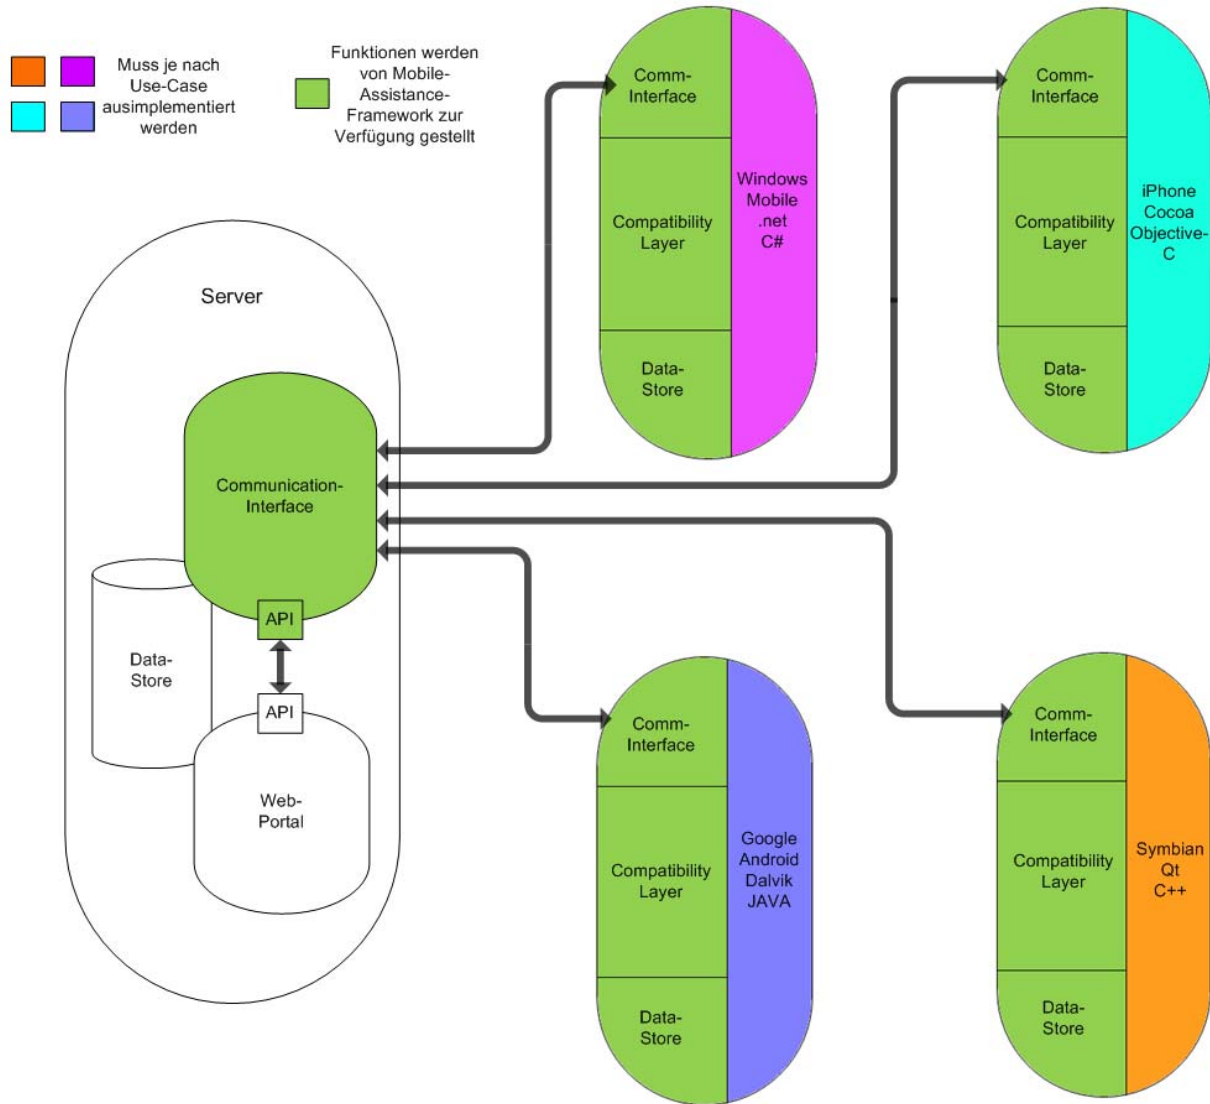 Muss je nach
Use-Case
ausimplementiert
werden
Funktionen werden
von Mobile-
Assistance-
Framework zur
Verfügung gestellt
Comm-
Interface
Compatibility
Layer
Data-
Store
Windows
Mobile
.net
C#
Comm-
Interface
Compatibility
Layer
Data-
Store
iPhone
Cocoa
Objective-
C
Server
Communication-
Interface
API
Data-
Store
API
Web-
Portal
Comm-
Interface
Compatibility
Layer
Data-
Store
Google
Android
Dalvik
JAVA
Comm-
Interface
Compatibility
Layer
Data-
Store
Symbian
Qt
C++